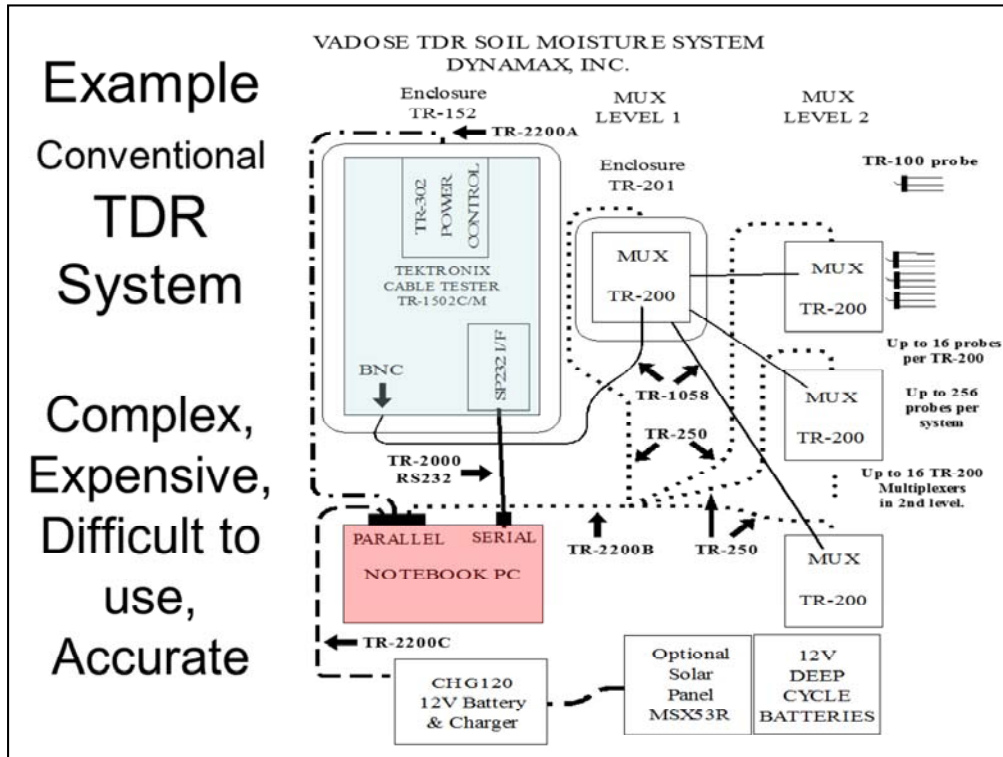 Example
Conventional
TDR
System
Complex,
Expensive,
Difficult to
use,
Accurate
VADOSE TDR SOIL MOISTURE SYSTEM
DYNAMAX, INC.
Enclosure
TR-152
TR-2200A
MUX
LEVEL 1
MUX
LEVEL 2
TR-100 probe
Enclosure
TR-201
TR-302
POWER
CONTROL
TEKTRONIX
CABLE TESTER
TR-1502C/M
SP232 I/F
BNC
MUX
TR-200
MUX
TR-200
Up to 16 probes
per TR-200
MUX
TR-200
Up to 256
probes per
system
TR-1058
TR-250
TR-2000
RS232
Up to 16 TR-200
Multiplexers
in 2nd level.
PARALLEL
SERIAL
NOTEBOOK PC
TR-2200B
TR-250
MUX
TR-200
TR-2200C
CHG120
12V Battery
& Charger
Optional
Solar
Panel
MSX53R
12V
DEEP
CYCLE
BATTERIES